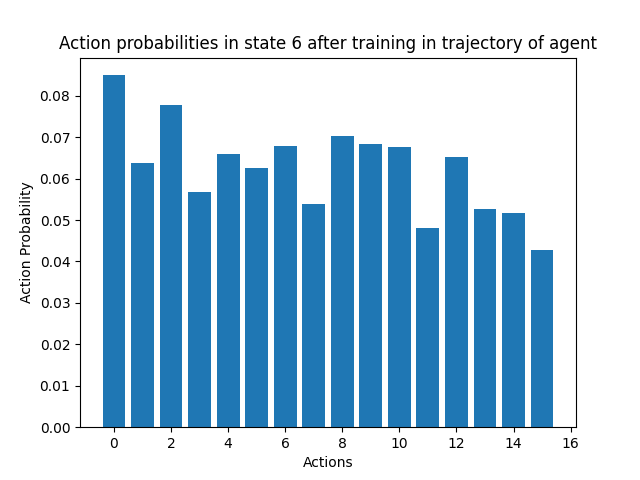 Action probabilities in state 6 after training in trajectory of agent
0.08
0.07
0.06
0.05
0.04
0.03
0.02
0.01
0.00
Action Probability
0 2 4 6 8 10 12 14 16
Actions